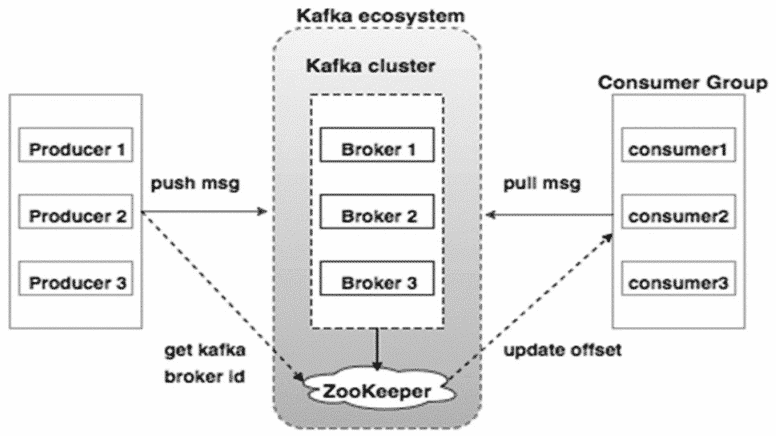 Kafka ecosystem
Kafka cluster
Consumer Group
Producer 1
Broker 1
consumer1
push msg
pull msg
Producer 2
Broker 2
consumer2
Producer 3
Broker 3
consumer3
get kafka
broker id
update offset
ZooKeeper